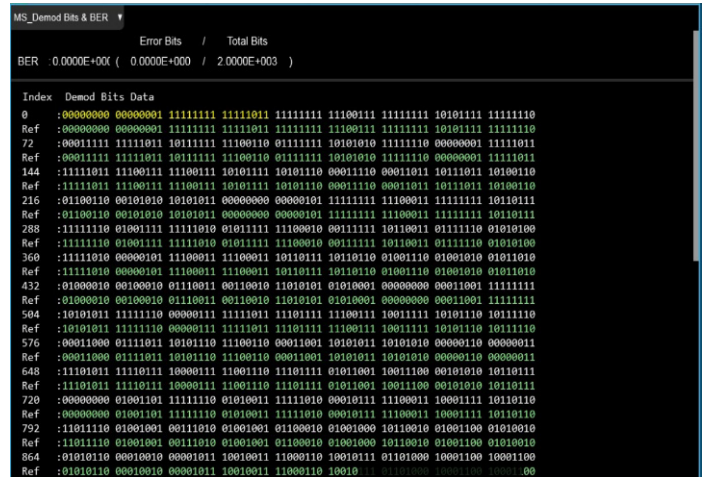 MS_Demod Bits & BER ▼
Error Bits / Total Bits
BER :0.0000E+00( ( 0.0000E+000 / 2.0000E+003 )
Index Demod Bits Data
0 :00000000 00000001 11111111 11111011 11111111 11100111 11111111 10101111 11111110
Ref :00000000 00000001 11111111 11111011 11111111 11100111 11111111 10101111 11111110
72 :00011111 11111011 10111111 11100110 01111111 10101010 11111110 00000001 11111011
Ref :00011111 11111011 10111111 11100110 01111111 10101010 11111110 00000001 11111011
144 :11111011 11100111 11100111 10101111 10101110 00011110 00011011 10111011 10100110
Ref :11111011 11100111 11100111 10101111 10101110 00011110 00011011 10111011 10100110
216 :01100110 00101010 10101011 00000000 00000101 11111111 11100011 11111111 10110111
Ref :01100110 00101010 10101011 00000000 00000101 11111111 11100011 11111111 10110111
288 :11111110 01001111 11111010 01011111 11100010 00111111 10110011 01111110 01010100
Ref :11111110 01001111 11111010 01011111 11100010 00111111 10110011 01111110 01010100
360 :11111010 00000101 11100011 11100011 10110111 10110110 01001110 01001010 01011010
Ref :11111010 00000101 11100011 11100011 10110111 10110110 01001110 01001010 01011010
432 :01000010 00100010 01110011 00110010 11010101 01010001 00000000 00011001 11111111
Ref :01000010 00100010 01110011 00110010 11010101 01010001 00000000 00011001 11111111
504 :10101011 11111110 00000111 11111011 11101111 11100111 10011111 10101110 10111110
Ref :10101011 11111110 00000111 11111011 11101111 11100111 10011111 10101110 10111110
576 :00011000 01111011 10101110 11100110 00011001 10101011 10101010 00000110 00000011
Ref :00011000 01111011 10101110 11100110 00011001 10101011 10101010 00000110 00000011
648 :11101011 11110111 10000111 11001110 11101111 01011001 10011100 00101010 10110111
Ref :11101011 11110111 10000111 11001110 11101111 01011001 10011100 00101010 10110111
720 :00000000 01001101 11111110 01010011 11111010 00010111 11100011 10001111 10110110
Ref :00000000 01001101 11111110 01010011 11111010 00010111 11100011 10001111 10110110
792 :11011110 01001001 00111010 01001001 01100010 01001000 10110010 01001100 01010010
Ref :11011110 01001001 00111010 01001001 01100010 01001000 10110010 01001100 01010010
864 :01010110 00010010 00001011 10010011 11000110 10010111 01101000 10001100 10001100
Ref :01010110 00010010 00001011 10010011 11000110 10010111 01101000 10001100 10001100